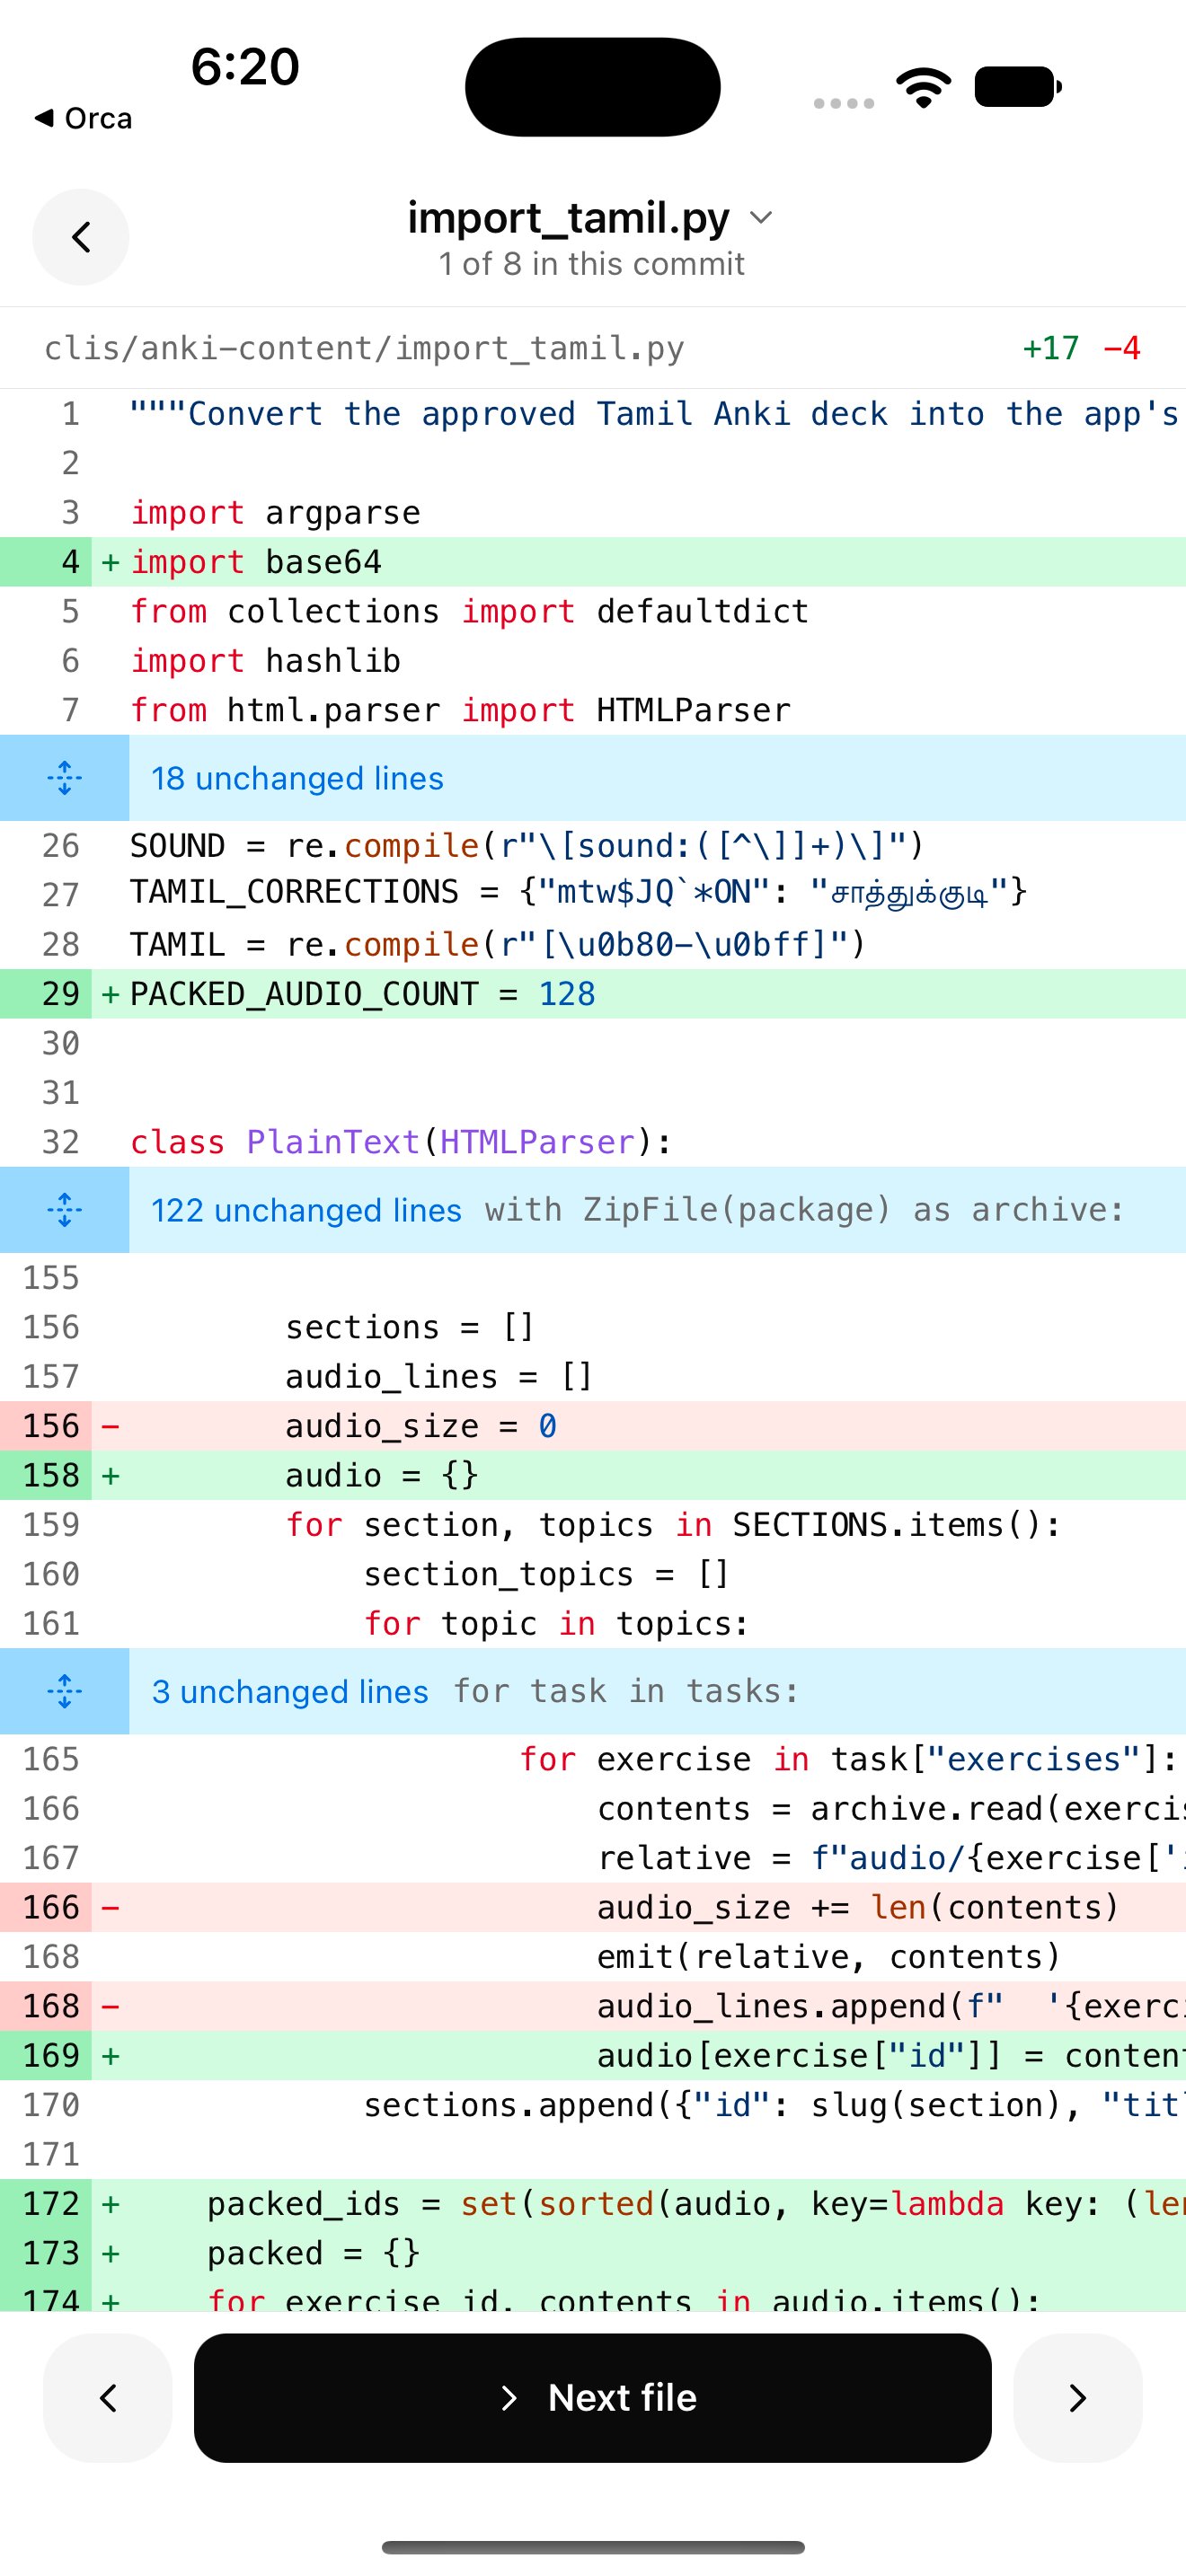 6:20
Orca
import_tamil.py
1 of 8 in this commit
clis/anki-content/import_tamil.py +17 -4
1 """Convert the approved Tamil Anki deck into the app's
2
3 import argparse
4 + import base64
5 from collections import defaultdict
6 import hashlib
7 from html.parser import HTMLParser
18 unchanged lines
26 SOUND = re.compile(r"\[sound:([^\]]+)\]")
27 TAMIL_CORRECTIONS = {"mtw$JQ`*ON": "சாத்துக்குடி"}
28 TAMIL = re.compile(r"[\u0b80-\u0bff]")
29 + PACKED_AUDIO_COUNT = 128
30
31
32 class PlainText(HTMLParser):
122 unchanged lines with ZipFile(package) as archive:
155
156         sections = []
157         audio_lines = []
156 -         audio_size = 0
158 +         audio = {}
159         for section, topics in SECTIONS.items():
160             section_topics = []
161             for topic in topics:
3 unchanged lines for task in tasks:
165                     for exercise in task["exercises"]:
166                         contents = archive.read(exercis
167                         relative = f"audio/{exercise['i
166 -                         audio_size += len(contents)
168                         emit(relative, contents)
168 -                         audio_lines.append(f"  '{exerci
169 +                         audio[exercise["id"]] = content
170             sections.append({"id": slug(section), "titl
171
172 +     packed_ids = set(sorted(audio, key=lambda key: (len
173 +     packed = {}
174 +     for exercise_id, contents in audio.items():
Next file